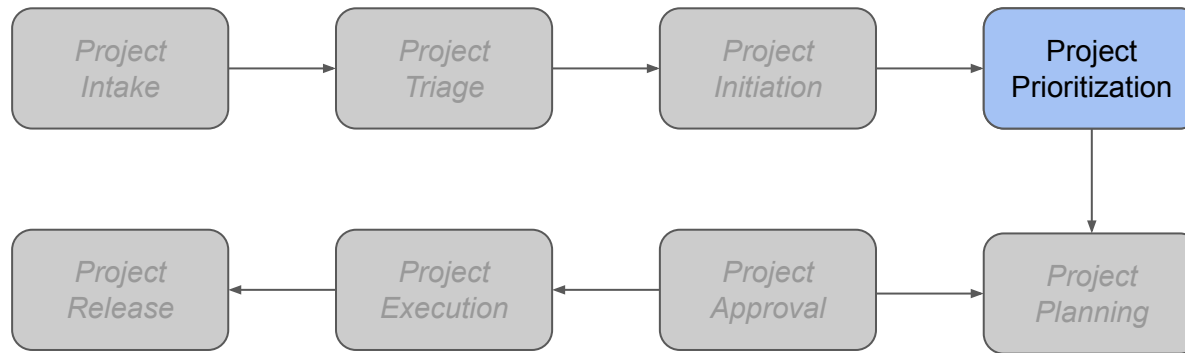 Project
Intake
Project
Triage
Project
Initiation
Project
Prioritization
Project
Release
Project
Execution
Project
Approval
Project
Planning